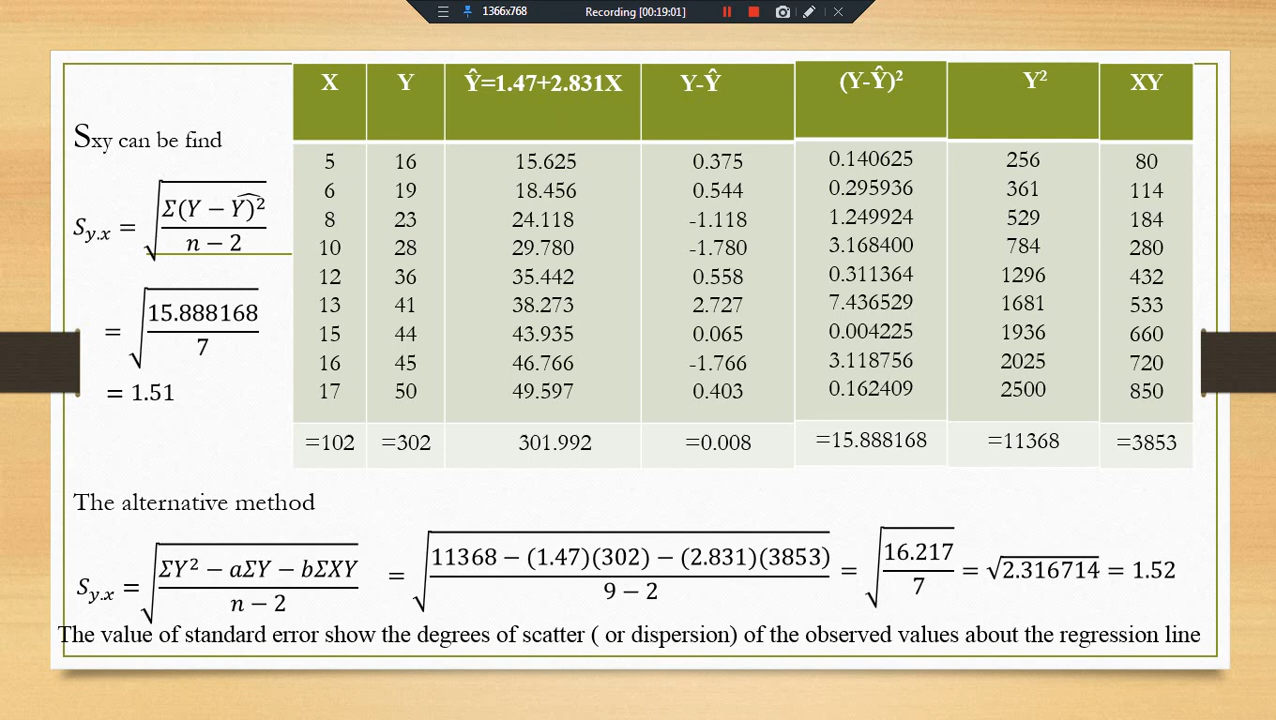 1366x768 Recording [00:19:01]
Sxy can be find
S_{y.x} = √(Σ(Y − Ŷ)² / (n − 2))
= √(15.888168 / 7)
= 1.51
X Y Ŷ=1.47+2.831X Y-Ŷ (Y-Ŷ)² Y² XY
5 16 15.625 0.375 0.140625 256 80
6 19 18.456 0.544 0.295936 361 114
8 23 24.118 -1.118 1.249924 529 184
10 28 29.780 -1.780 3.168400 784 280
12 36 35.442 0.558 0.311364 1296 432
13 41 38.273 2.727 7.436529 1681 533
15 44 43.935 0.065 0.004225 1936 660
16 45 46.766 -1.766 3.118756 2025 720
17 50 49.597 0.403 0.162409 2500 850
=102 =302 301.992 =0.008 =15.888168 =11368 =3853
The alternative method
S_{y.x} = √((ΣY² − aΣY − bΣXY) / (n − 2)) = √((11368 − (1.47)(302) − (2.831)(3853)) / (9 − 2)) = √(16.217 / 7) = √2.316714 = 1.52
The value of standard error show the degrees of scatter ( or dispersion) of the observed values about the regression line